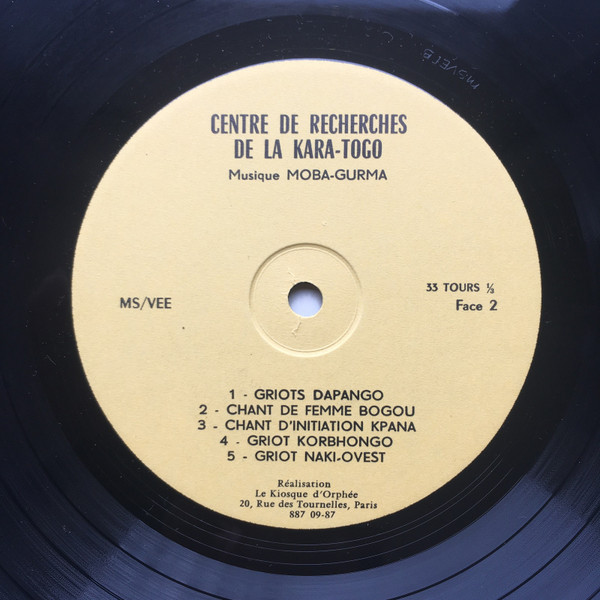 CENTRE DE RECHERCHES
DE LA KARA-TOGO
Musique MOBA-GURMA
MS/VEE
33 TOURS ⅓
Face 2
1 - GRIOTS DAPANGO
2 - CHANT DE FEMME BOGOU
3 - CHANT D'INITIATION KPANA
4 - GRIOT KORBHONGO
5 - GRIOT NAKI-OVEST
Réalisation
Le Kiosque d'Orphée
20, Rue des Tournelles, Paris
887 09-87